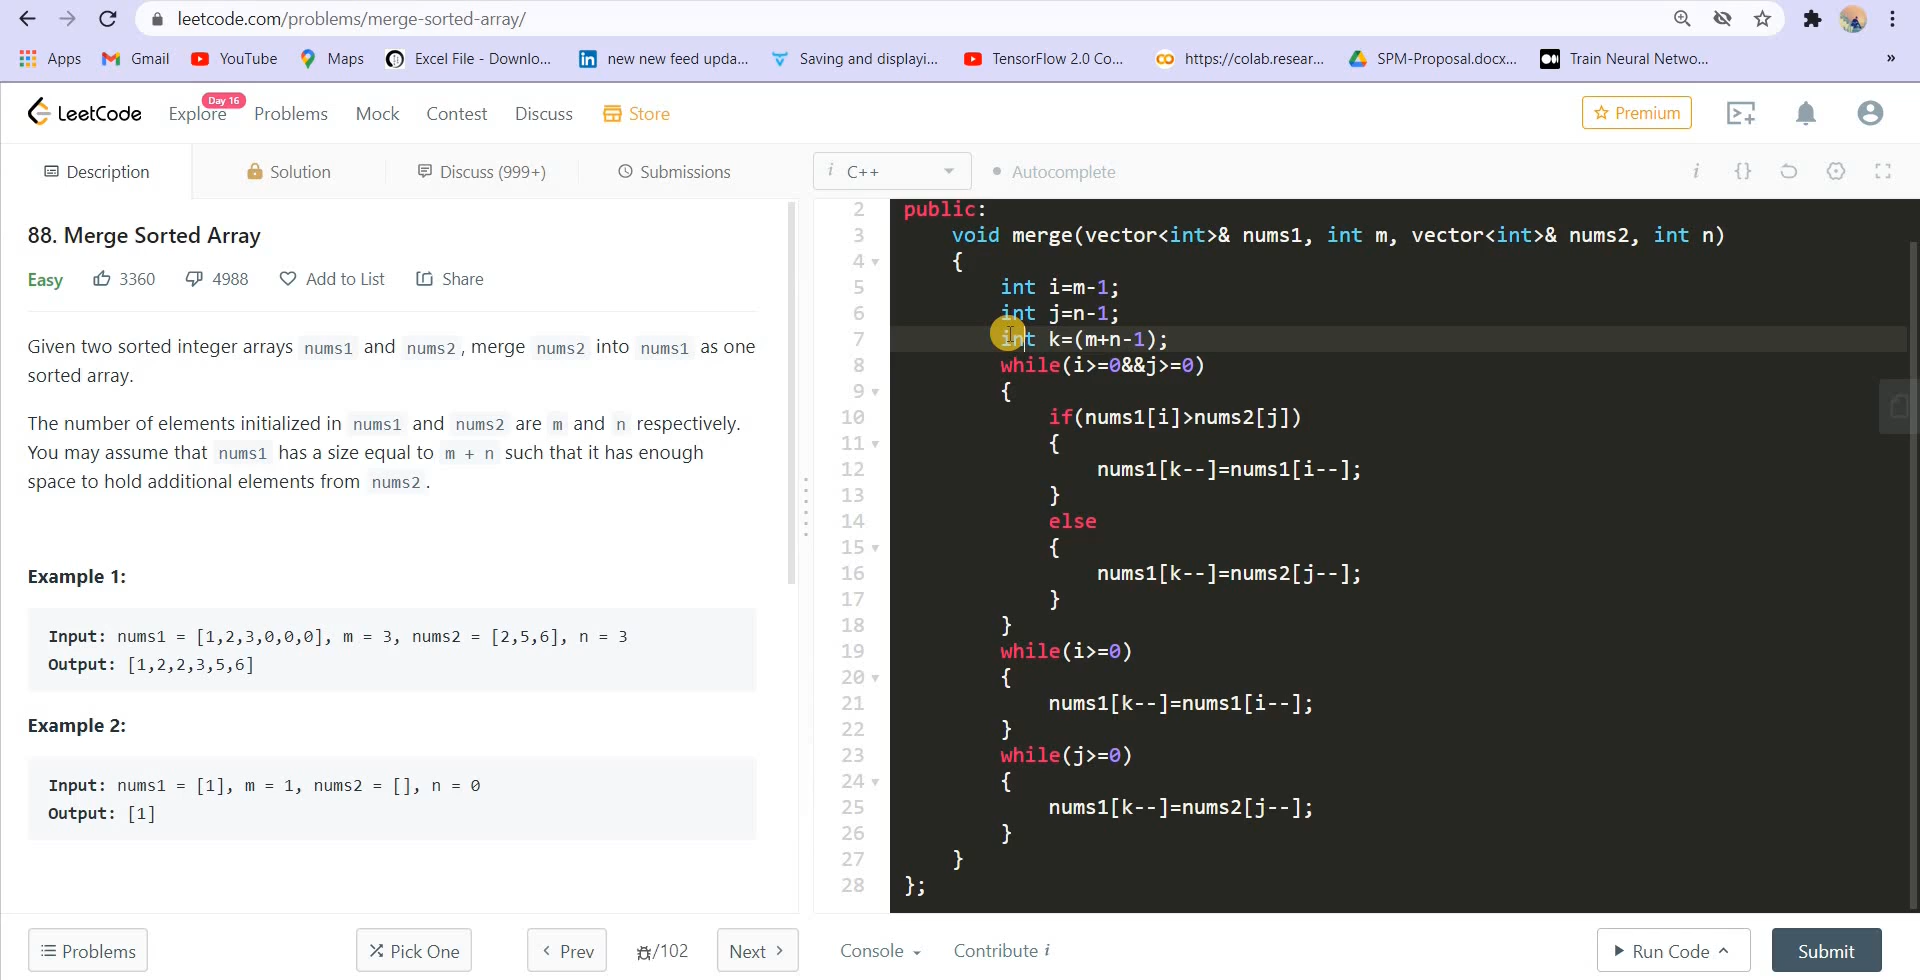 leetcode.com/problems/merge-sorted-array/
Apps Gmail YouTube Maps Excel File - Downlo... new new feed upda... Saving and displayi... TensorFlow 2.0 Co... https://colab.resear... SPM-Proposal.docx... Train Neural Netwo... »
LeetCode Explore Day 16 Problems Mock Contest Discuss Store Premium
Description Solution Discuss (999+) Submissions
i C++ Autocomplete i {}
88. Merge Sorted Array
Easy 3360 4988 Add to List Share
Given two sorted integer arrays nums1 and nums2, merge nums2 into nums1 as one
sorted array.
The number of elements initialized in nums1 and nums2 are m and n respectively.
You may assume that nums1 has a size equal to m + n such that it has enough
space to hold additional elements from nums2.
Example 1:
Input: nums1 = [1,2,3,0,0,0], m = 3, nums2 = [2,5,6], n = 3
Output: [1,2,2,3,5,6]
Example 2:
Input: nums1 = [1], m = 1, nums2 = [], n = 0
Output: [1]
2 public:
3 void merge(vector<int>& nums1, int m, vector<int>& nums2, int n)
4 {
5 int i=m-1;
6 int j=n-1;
7 int k=(m+n-1);
8 while(i>=0&&j>=0)
9 {
10 if(nums1[i]>nums2[j])
11 {
12 nums1[k--]=nums1[i--];
13 }
14 else
15 {
16 nums1[k--]=nums2[j--];
17 }
18 }
19 while(i>=0)
20 {
21 nums1[k--]=nums1[i--];
22 }
23 while(j>=0)
24 {
25 nums1[k--]=nums2[j--];
26 }
27 }
28 };
Problems Pick One Prev /102 Next Console Contribute i Run Code Submit